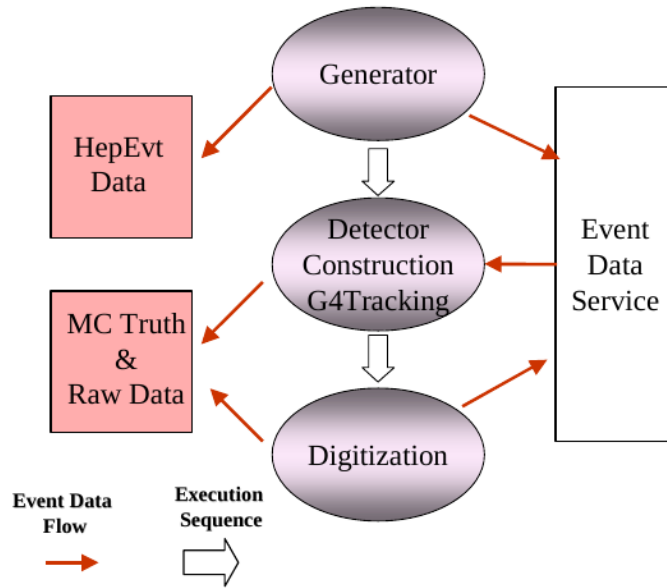 Generator
HepEvt
Data
Detector
Construction
G4Tracking
Event
Data
Service
MC Truth
&
Raw Data
Digitization
Event Data
Flow
Execution
Sequence